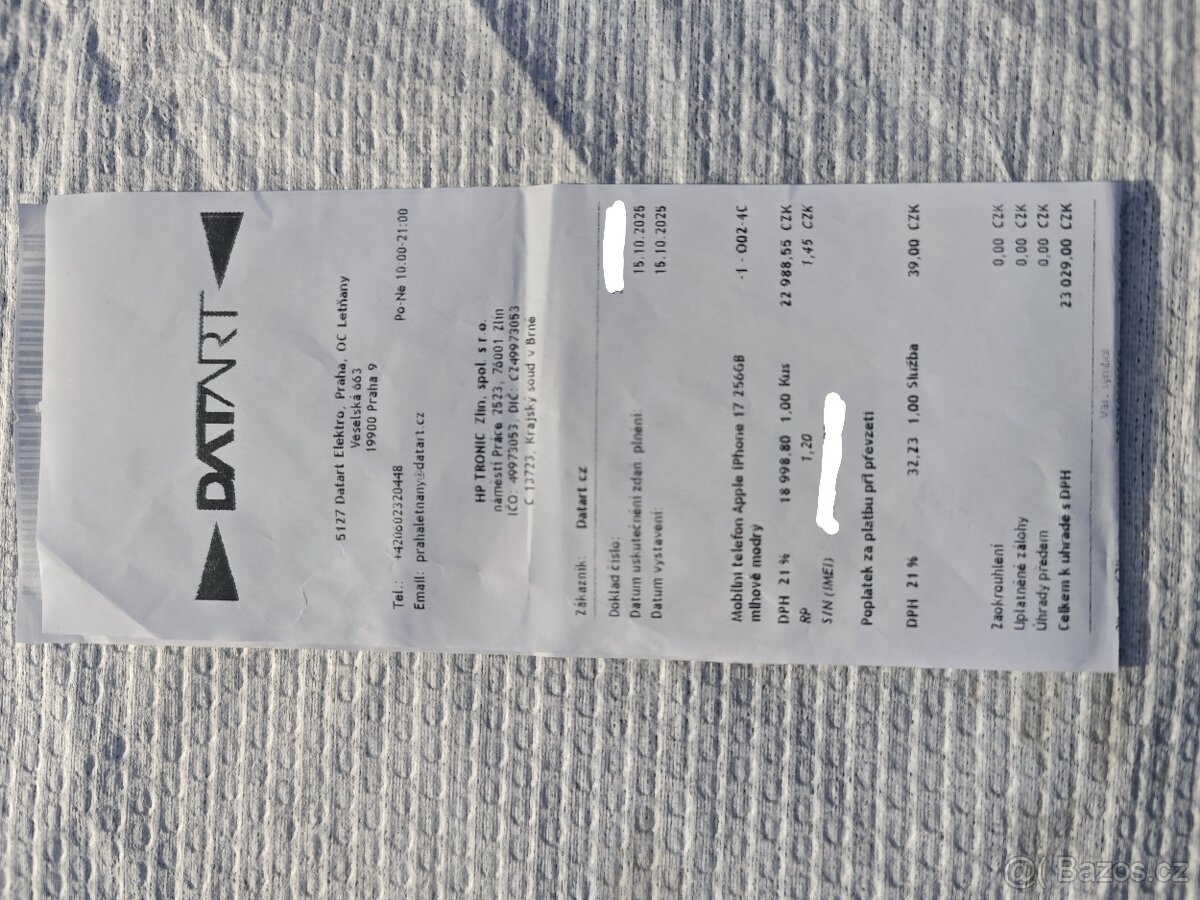 DATART
5127 Datart Elektro, Praha, OC Letňany
Veselská 663
19900 Praha 9
Tel.: +420602320448 Po-Ne 10:00-21:00
Email: prahaletnany@datart.cz
HP TRONIC Zlín, spol. s r.o.
náměstí Práce 2523, 76001 Zlín
IČO: 49973053, DIČ: CZ49973053
C 13723, Krajský soud v Brně
Zákazník: Datart cz
Doklad číslo:
Datum uskutečnění zdaň. plnění: 15.10.2025
Datum vystavení: 15.10.2025
Mobilní telefon Apple iPhone 17 256GB -1 - O02-4C
mlhově modrý
DPH 21 % 18 998,80 1,00 Kus 22 988,55 CZK
RP 1,20 1,45 CZK
S/N (IMEI)
Poplatek za platbu při převzetí
DPH 21 % 32,23 1,00 Služba 39,00 CZK
Zaokrouhlení 0,00 CZK
Uplatněné zálohy 0,00 CZK
Úhrady předem 0,00 CZK
Celkem k úhradě s DPH 23 029,00 CZK
Bazos.cz